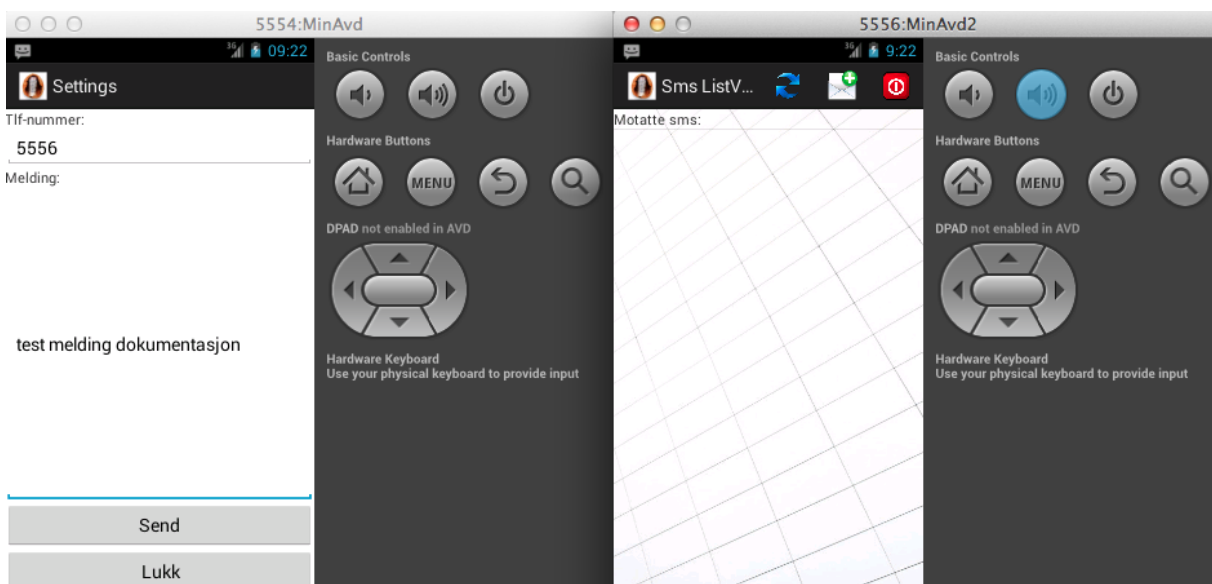 5554:MinAvd
3G 09:22
Settings
Tlf-nummer:
5556
Melding:
test melding dokumentasjon
Send
Lukk
Basic Controls
Hardware Buttons
MENU
DPAD not enabled in AVD
Hardware Keyboard
Use your physical keyboard to provide input
5556:MinAvd2
3G 9:22
Sms ListV...
Motatte sms:
Basic Controls
Hardware Buttons
MENU
DPAD not enabled in AVD
Hardware Keyboard
Use your physical keyboard to provide input